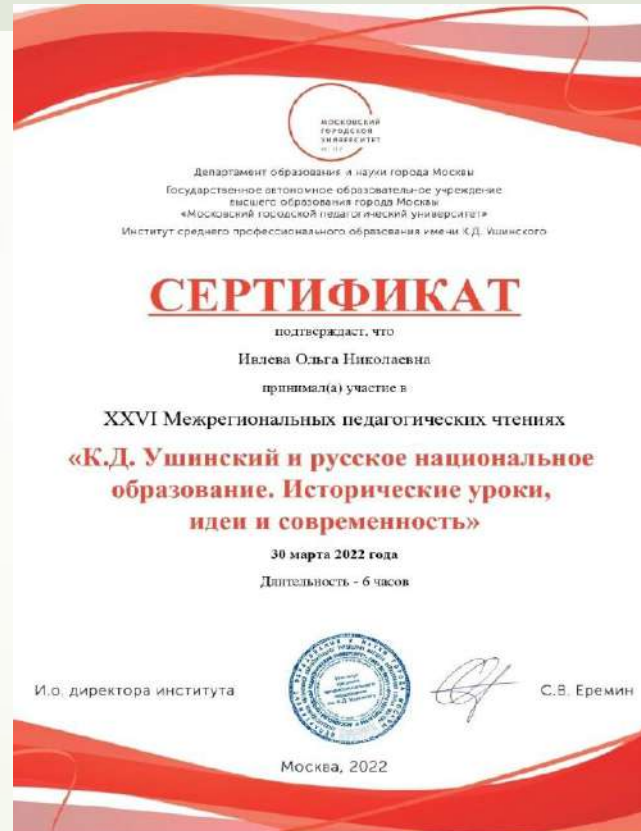 МОСКОВСКИЙ
ГОРОДСКОЙ
УНИВЕРСИТЕТ
Департамент образования и науки города Москвы
Государственное автономное образовательное учреждение
высшего образования города Москвы
«Московский городской педагогический университет»
Институт среднего профессионального образования имени К.Д. Ушинского
СЕРТИФИКАТ
подтверждает, что
Ивлева Ольга Николаевна
принимал(а) участие в
XXVI Межрегиональных педагогических чтениях
«К.Д. Ушинский и русское национальное
образование. Исторические уроки,
идеи и современность»
30 марта 2022 года
Длительность - 6 часов
И.о. директора института
С.В. Еремин
Москва, 2022